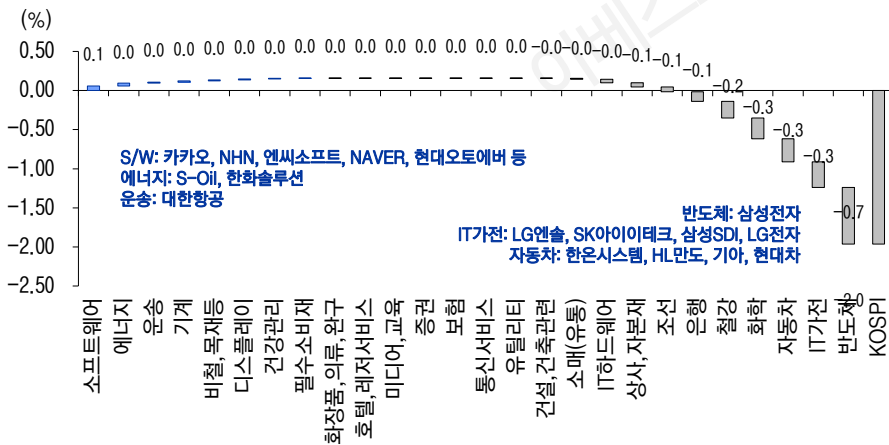 (%)
0.50
0.00
-0.50
-1.00
-1.50
-2.00
-2.50
0.1 0.0 0.0 0.0 0.0 0.0 0.0 0.0 0.0 0.0 0.0 0.0 0.0 0.0 0.0 -0.0 -0.0 -0.0 -0.1 -0.1 -0.1 -0.2 -0.3 -0.3 -0.3 -0.7 -2.0
이베스
S/W: 카카오, NHN, 엔씨소프트, NAVER, 현대오토에버 등
에너지: S-Oil, 한화솔루션
운송: 대한항공
반도체: 삼성전자
IT가전: LG엔솔, SK아이이테크, 삼성SDI, LG전자
자동차: 한온시스템, HL만도, 기아, 현대차
소프트웨어
에너지
운송
기계
비철,목재등
디스플레이
건강관리
필수소비재
화장품,의류,완구
호텔,레저서비스
미디어,교육
증권
보험
통신서비스
유틸리티
건설,건축관련
소매(유통)
IT하드웨어
상사,자본재
조선
은행
철강
화학
자동차
IT가전
반도체
KOSPI